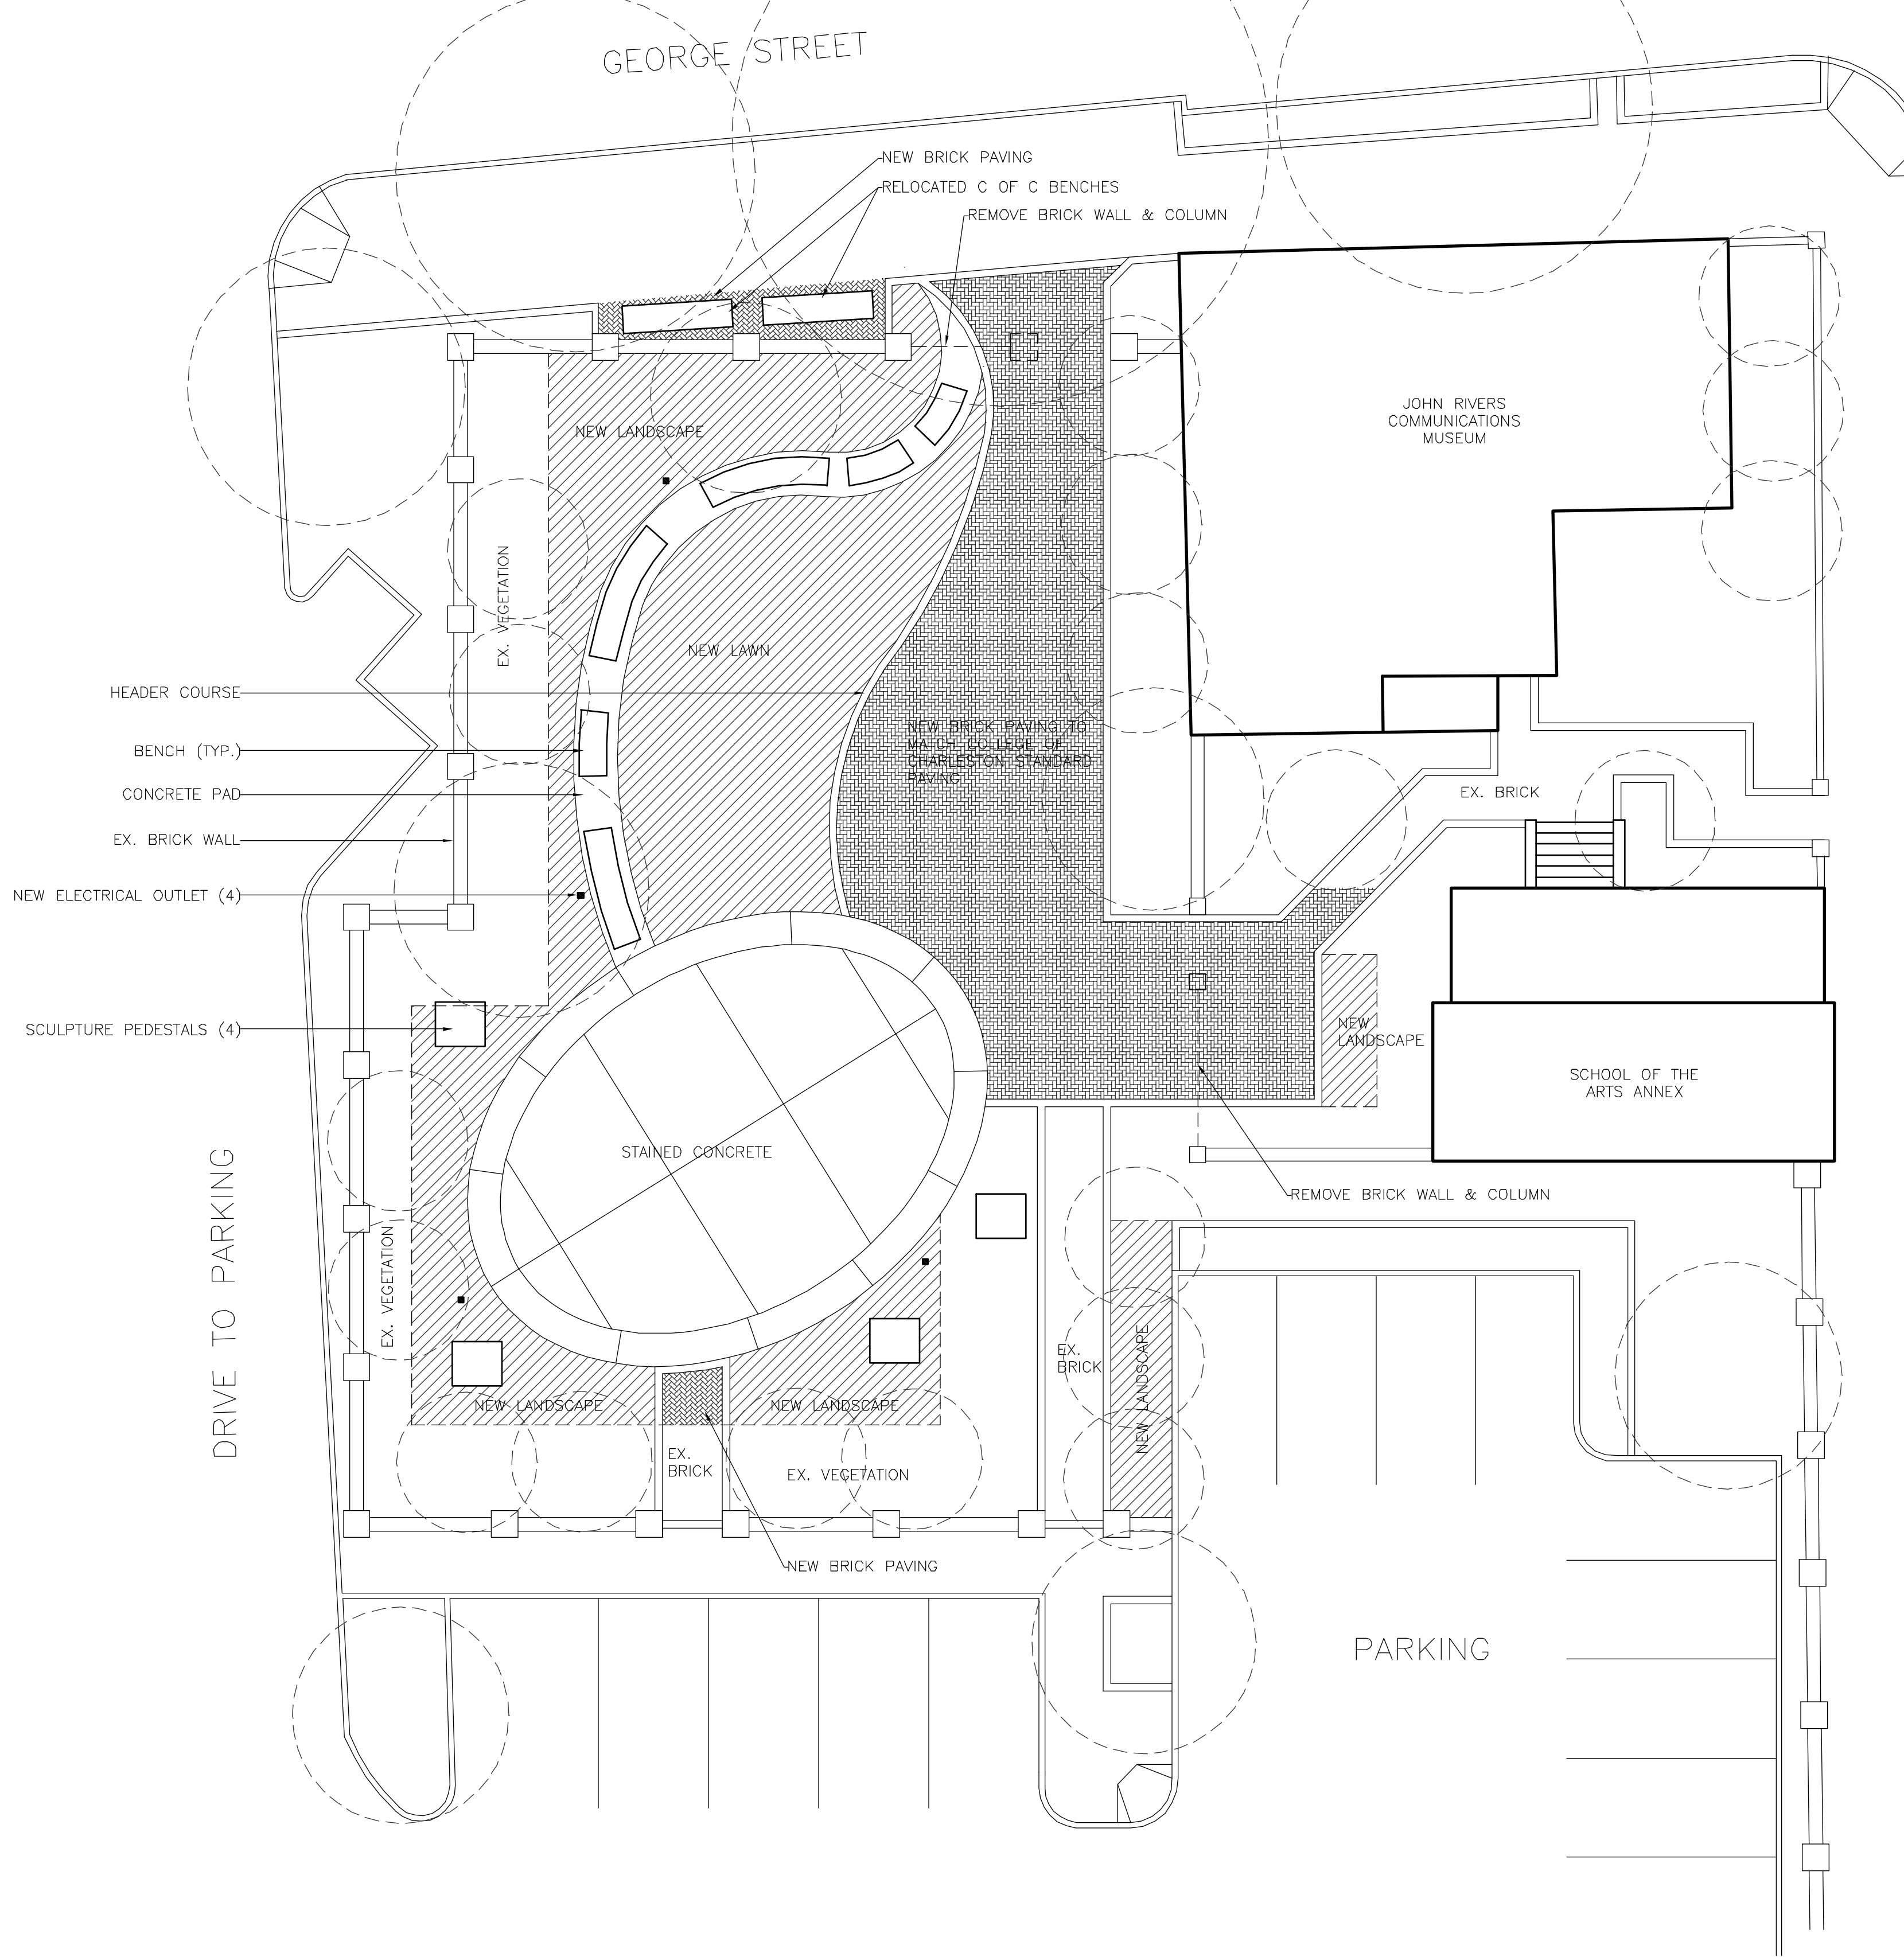 GEORGE STREET
NEW BRICK PAVING
RELOCATED C OF C BENCHES
REMOVE BRICK WALL & COLUMN
JOHN RIVERS
COMMUNICATIONS
MUSEUM
NEW LANDSCAPE
EX. VEGETATION
NEW LAWN
HEADER COURSE
NEW BRICK PAVING TO
MATCH COLLEGE OF
CHARLESTON STANDARD
PAVING
BENCH (TYP.)
CONCRETE PAD
EX. BRICK
EX. BRICK WALL
NEW ELECTRICAL OUTLET (4)
SCULPTURE PEDESTALS (4)
NEW
LANDSCAPE
SCHOOL OF THE
ARTS ANNEX
STAINED CONCRETE
REMOVE BRICK WALL & COLUMN
DRIVE TO PARKING
EX. VEGETATION
EX.
BRICK
NEW LANDSCAPE
NEW LANDSCAPE
NEW LANDSCAPE
EX.
BRICK
EX. VEGETATION
NEW BRICK PAVING
PARKING